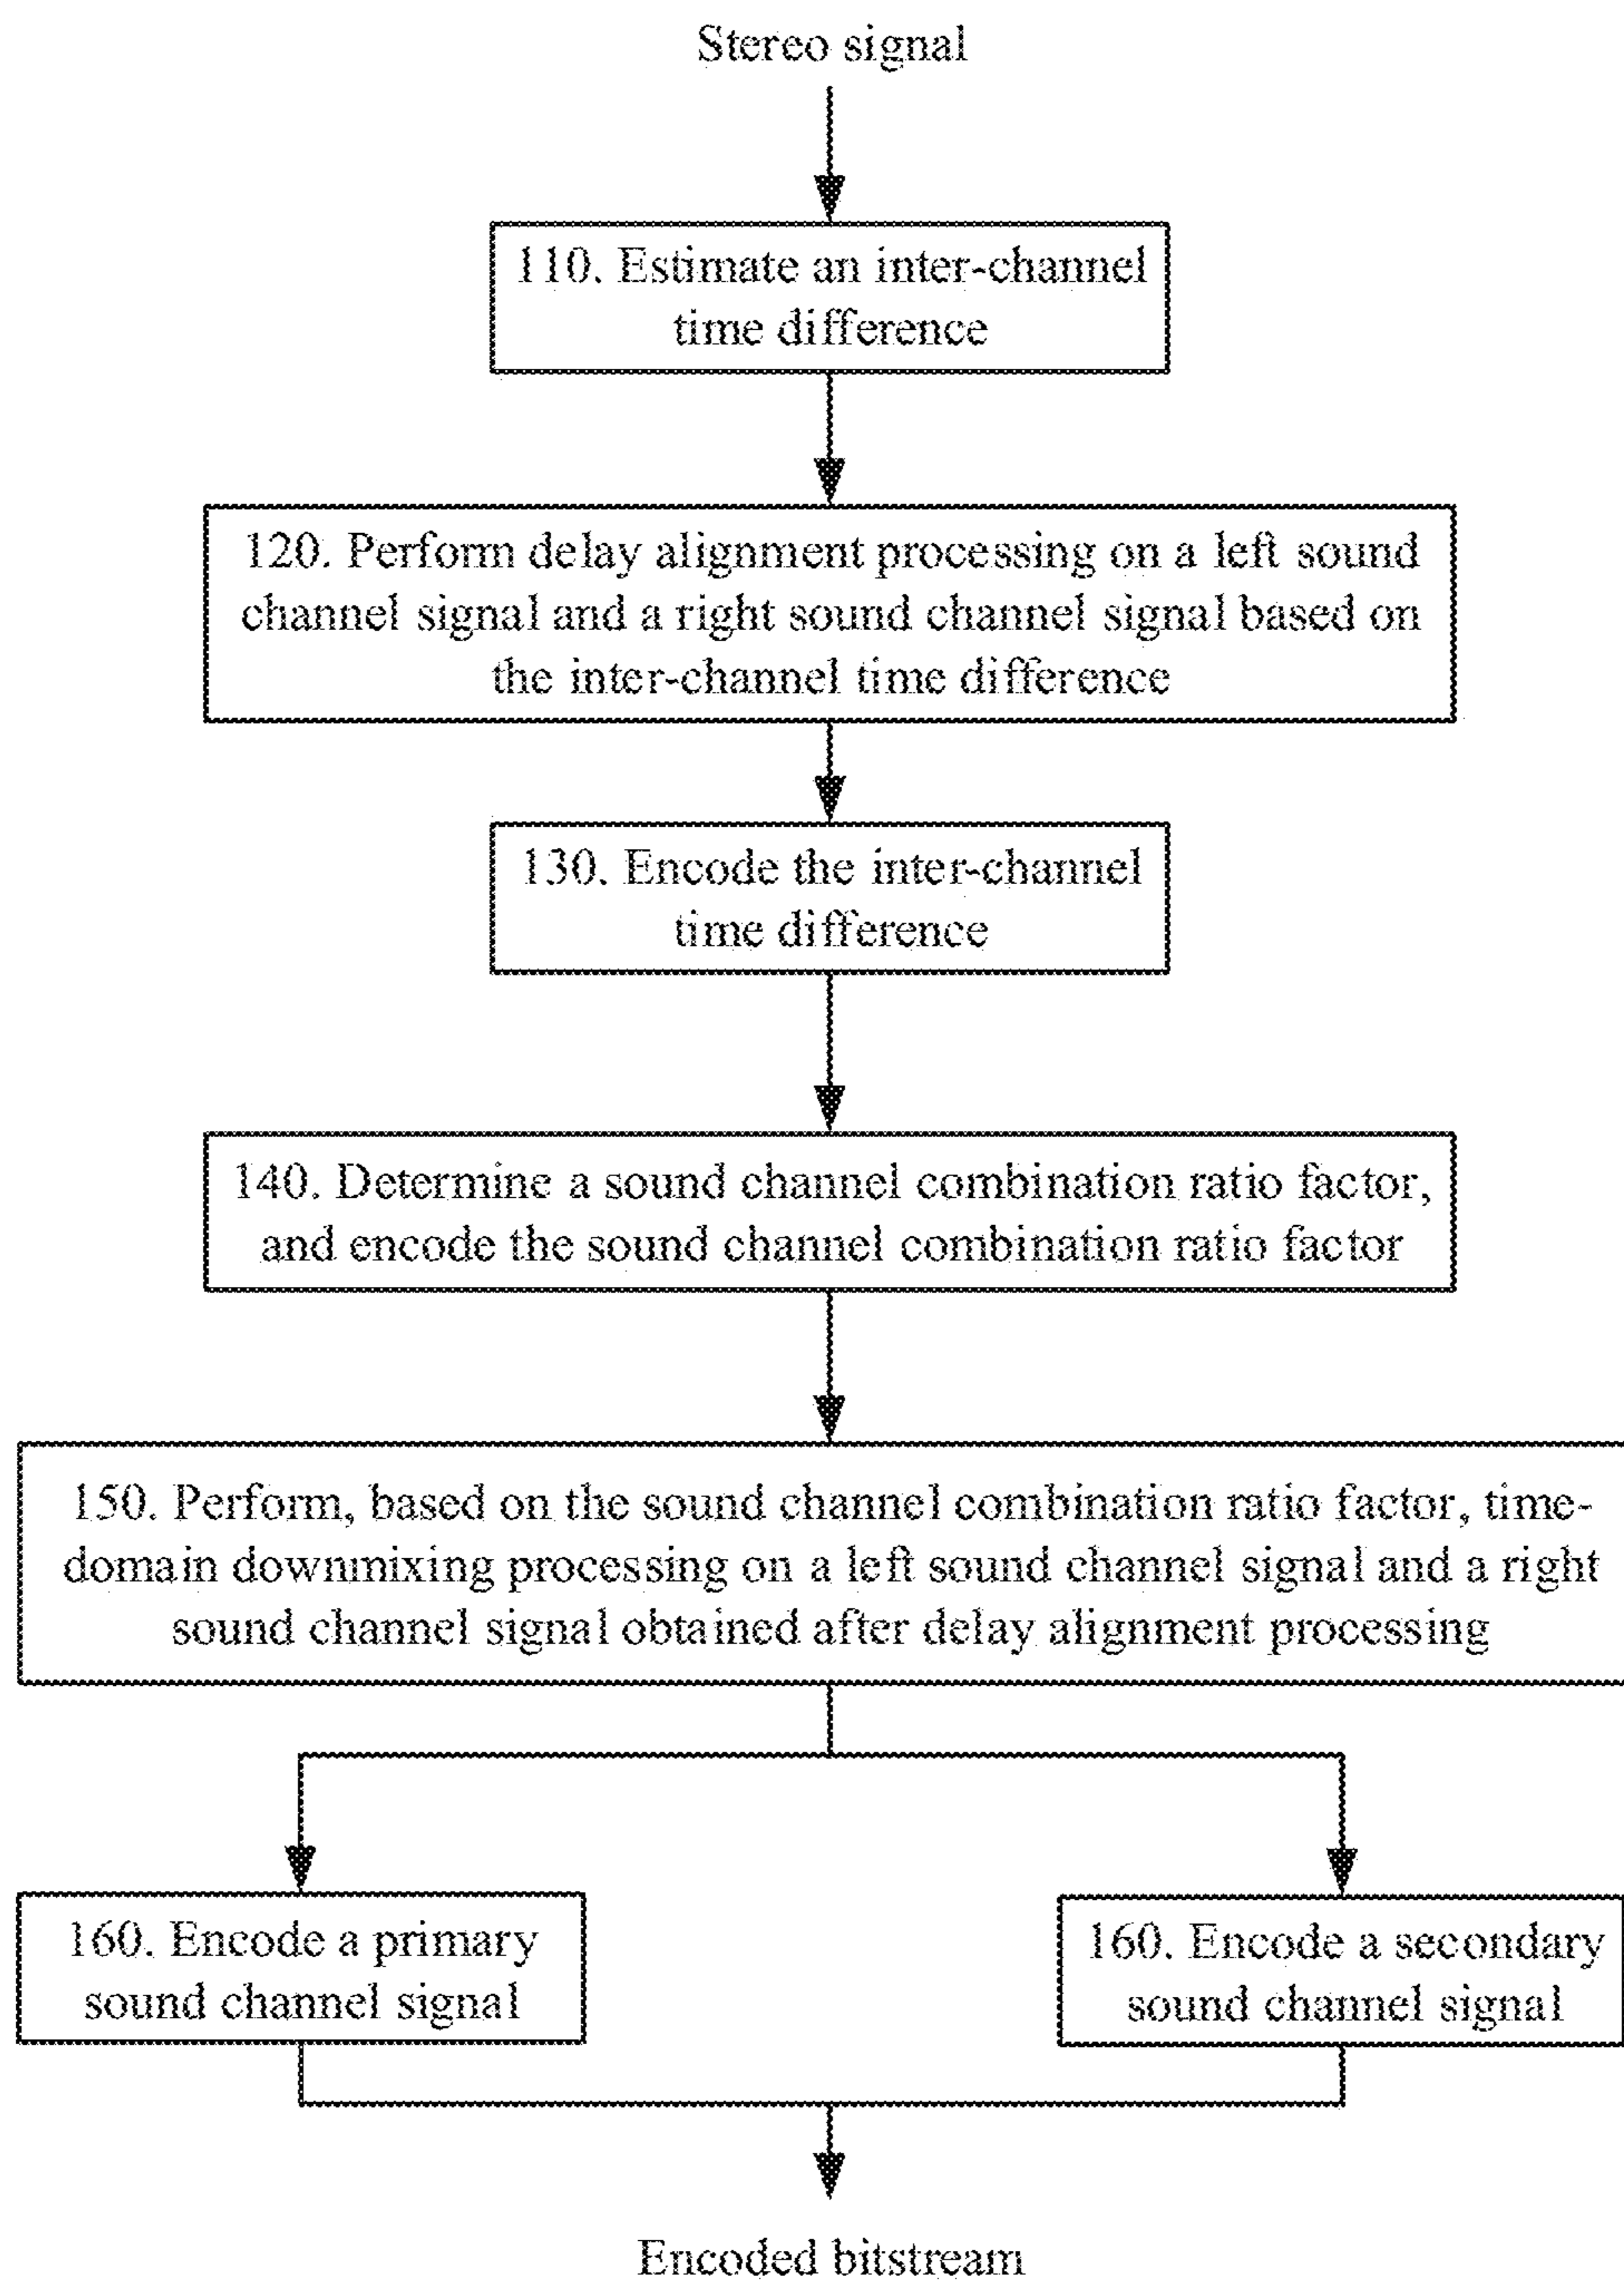 Stereo signal
110. Estimate an inter-channel
time difference
120. Perform delay alignment processing on a left sound
channel signal and a right sound channel signal based on
the inter-channel time difference
130. Encode the inter-channel
time difference
140. Determine a sound channel combination ratio factor,
and encode the sound channel combination ratio factor
150. Perform, based on the sound channel combination ratio factor, time-
domain downmixing processing on a left sound channel signal and a right
sound channel signal obtained after delay alignment processing
160. Encode a primary
sound channel signal
160. Encode a secondary
sound channel signal
Encoded bitstream